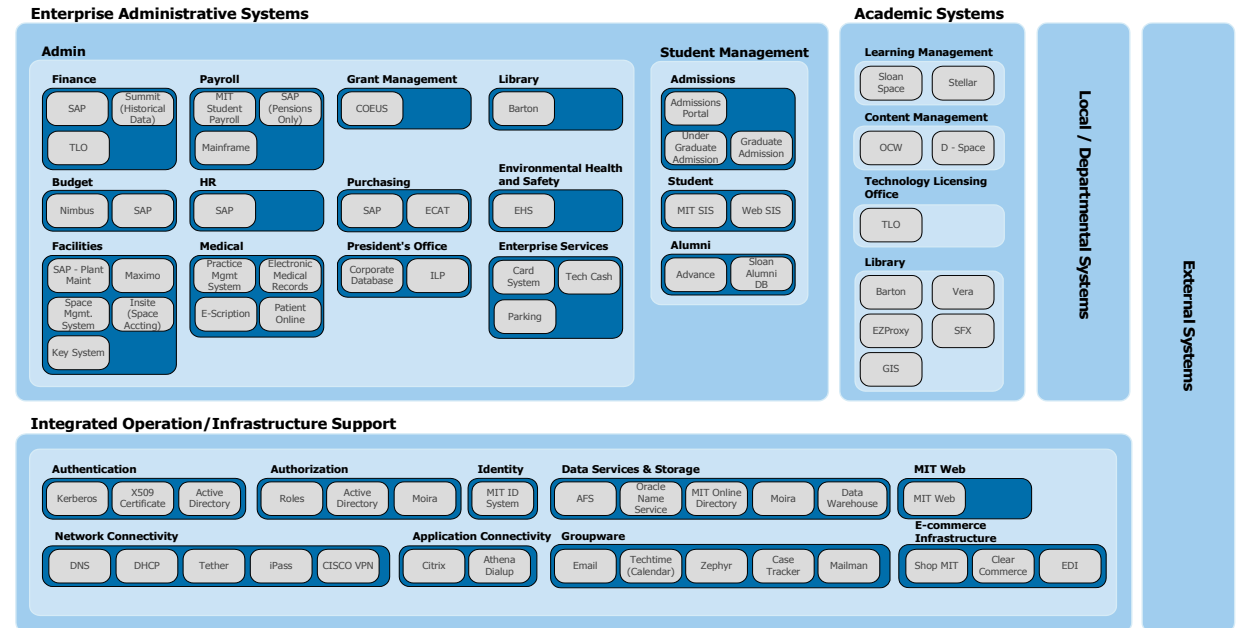 Enterprise Administrative Systems
Admin
Finance
SAP
Summit
(Historical
Data)
TLO
Payroll
MIT
Student
Payroll
SAP
(Pensions
Only)
Mainframe
Grant Management
COEUS
Library
Barton
Budget
Nimbus
SAP
HR
SAP
Purchasing
SAP
ECAT
Environmental Health
and Safety
EHS
Facilities
SAP - Plant
Maint
Maximo
Space
Mgmt.
System
Insite
(Space
Accting)
Key System
Medical
Practice
Mgmt
System
Electronic
Medical
Records
E-Scription
Patient
Online
President's Office
Corporate
Database
ILP
Enterprise Services
Card
System
Tech Cash
Parking
Student Management
Admissions
Admissions
Portal
Under
Graduate
Admission
Graduate
Admission
Student
MIT SIS
Web SIS
Alumni
Advance
Sloan
Alumni
DB
Academic Systems
Learning Management
Sloan
Space
Stellar
Content Management
OCW
D - Space
Technology Licensing
Office
TLO
Library
Barton
Vera
EZProxy
SFX
GIS
Local / Departmental Systems
External Systems
Integrated Operation/Infrastructure Support
Authentication
Kerberos
X509
Certificate
Active
Directory
Authorization
Roles
Active
Directory
Moira
Identity
MIT ID
System
Data Services & Storage
AFS
Oracle
Name
Service
MIT Online
Directory
Moira
Data
Warehouse
MIT Web
MIT Web
Network Connectivity
DNS
DHCP
Tether
iPass
CISCO VPN
Application Connectivity
Citrix
Athena
Dialup
Groupware
Email
Techtime
(Calendar)
Zephyr
Case
Tracker
Mailman
E-commerce
Infrastructure
Shop MIT
Clear
Commerce
EDI